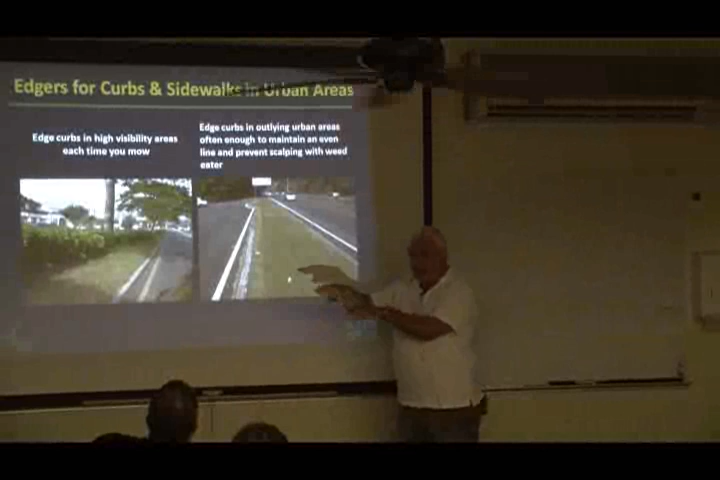 Edgers for Curbs & Sidewalks in Urban Areas
Edge curbs in high visibility areas
each time you mow
Edge curbs in outlying urban areas
often enough to maintain an even
line and prevent scalping with weed
eater